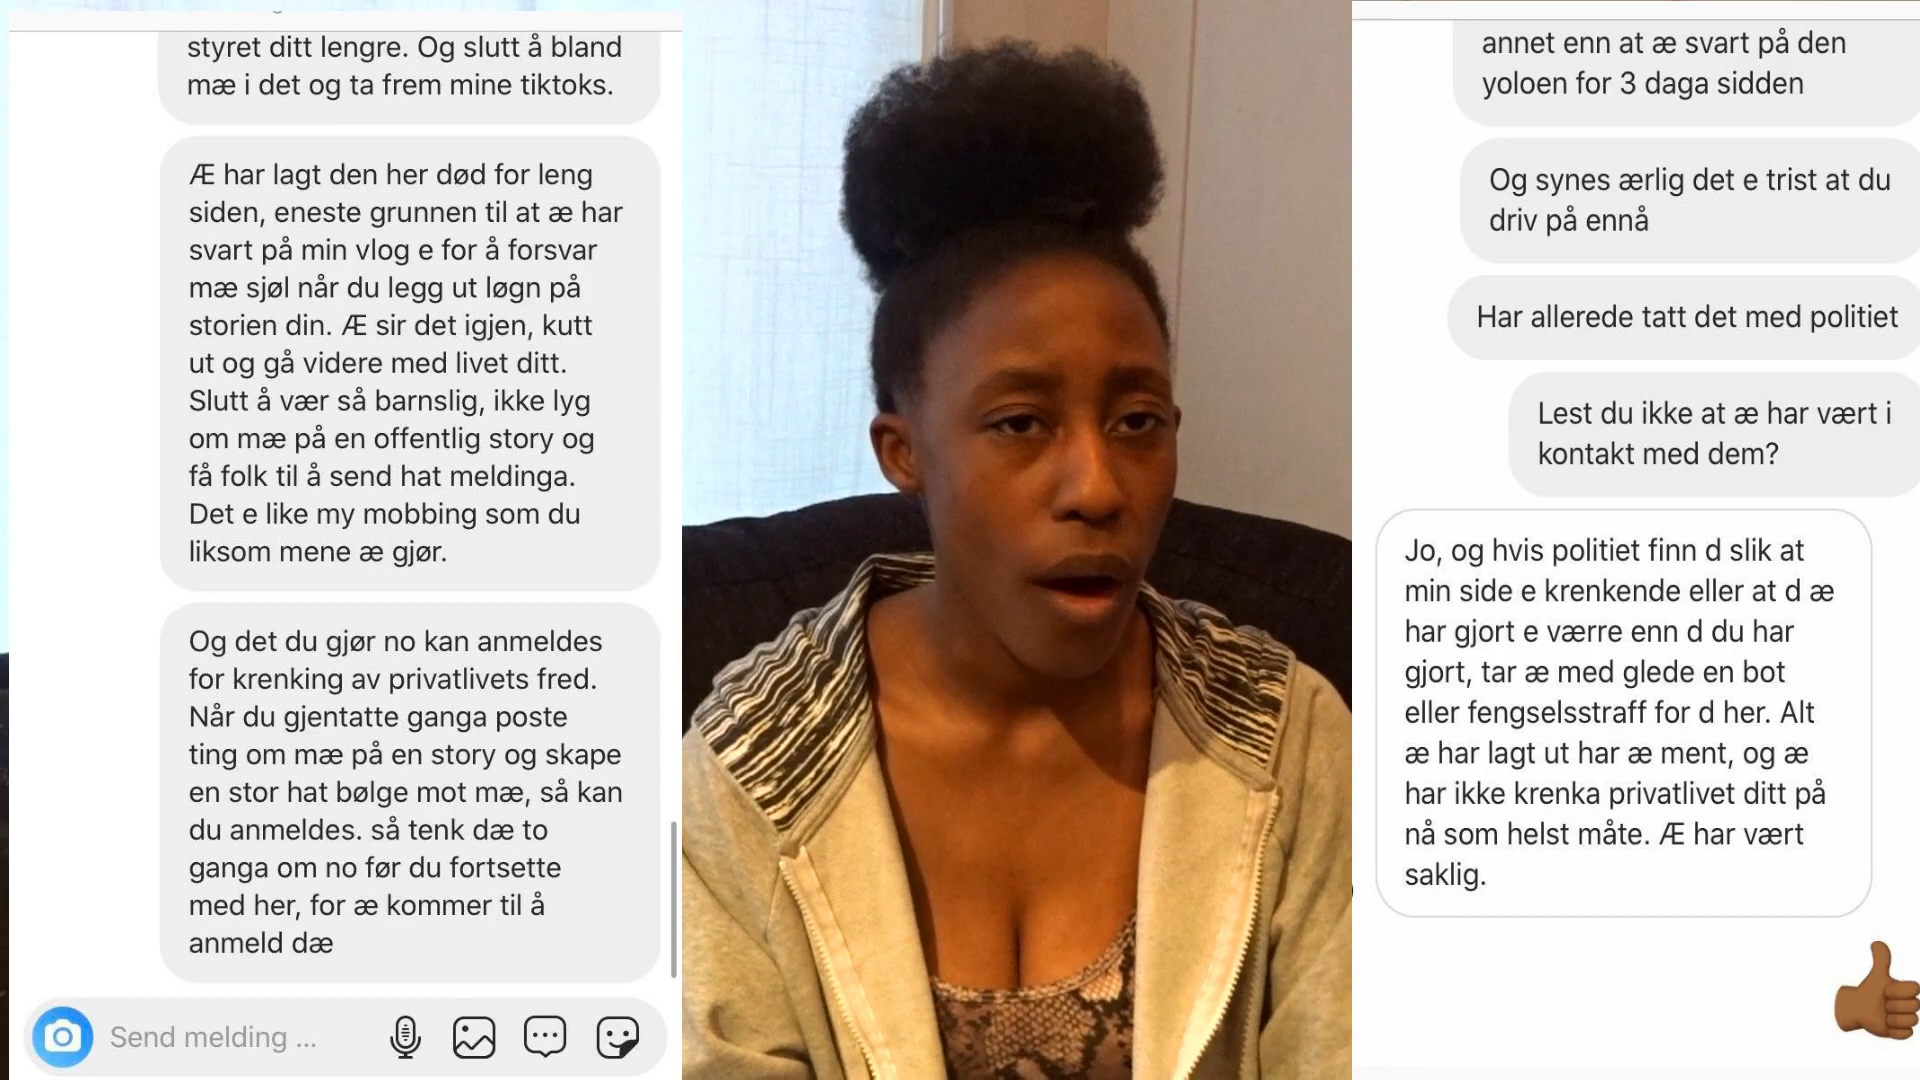 styret ditt lengre. Og slutt å bland
mæ i det og ta frem mine tiktoks.
Æ har lagt den her død for leng
siden, eneste grunnen til at æ har
svart på min vlog e for å forsvar
mæ sjøl når du legg ut løgn på
storien din. Æ sir det igjen, kutt
ut og gå videre med livet ditt.
Slutt å vær så barnslig, ikke lyg
om mæ på en offentlig story og
få folk til å send hat meldinga.
Det e like my mobbing som du
liksom mene æ gjør.
Og det du gjør no kan anmeldes
for krenking av privatlivets fred.
Når du gjentatte ganga poste
ting om mæ på en story og skape
en stor hat bølge mot mæ, så kan
du anmeldes. så tenk dæ to
ganga om no før du fortsette
med her, for æ kommer til å
anmeld dæ
Send melding ...
annet enn at æ svart på den
yoloen for 3 daga sidden
Og synes ærlig det e trist at du
driv på ennå
Har allerede tatt det med politiet
Lest du ikke at æ har vært i
kontakt med dem?
Jo, og hvis politiet finn d slik at
min side e krenkende eller at d æ
har gjort e værre enn d du har
gjort, tar æ med glede en bot
eller fengselsstraff for d her. Alt
æ har lagt ut har æ ment, og æ
har ikke krenka privatlivet ditt på
nå som helst måte. Æ har vært
saklig.